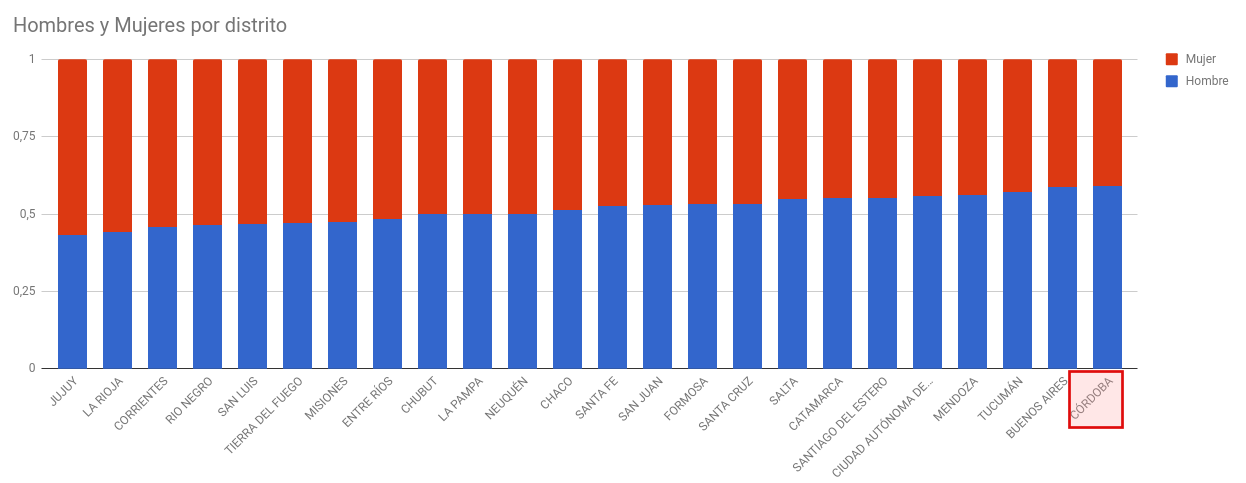 Hombres y Mujeres por distrito
1
0,75
0,5
0,25
0
Mujer
Hombre
JUJUY
LA RIOJA
CORRIENTES
RIO NEGRO
SAN LUIS
TIERRA DEL FUEGO
MISIONES
ENTRE RÍOS
CHUBUT
LA PAMPA
NEUQUÉN
CHACO
SANTA FE
SAN JUAN
FORMOSA
SANTA CRUZ
SALTA
CATAMARCA
SANTIAGO DEL ESTERO
CIUDAD AUTÓNOMA DE...
MENDOZA
TUCUMÁN
BUENOS AIRES
CÓRDOBA